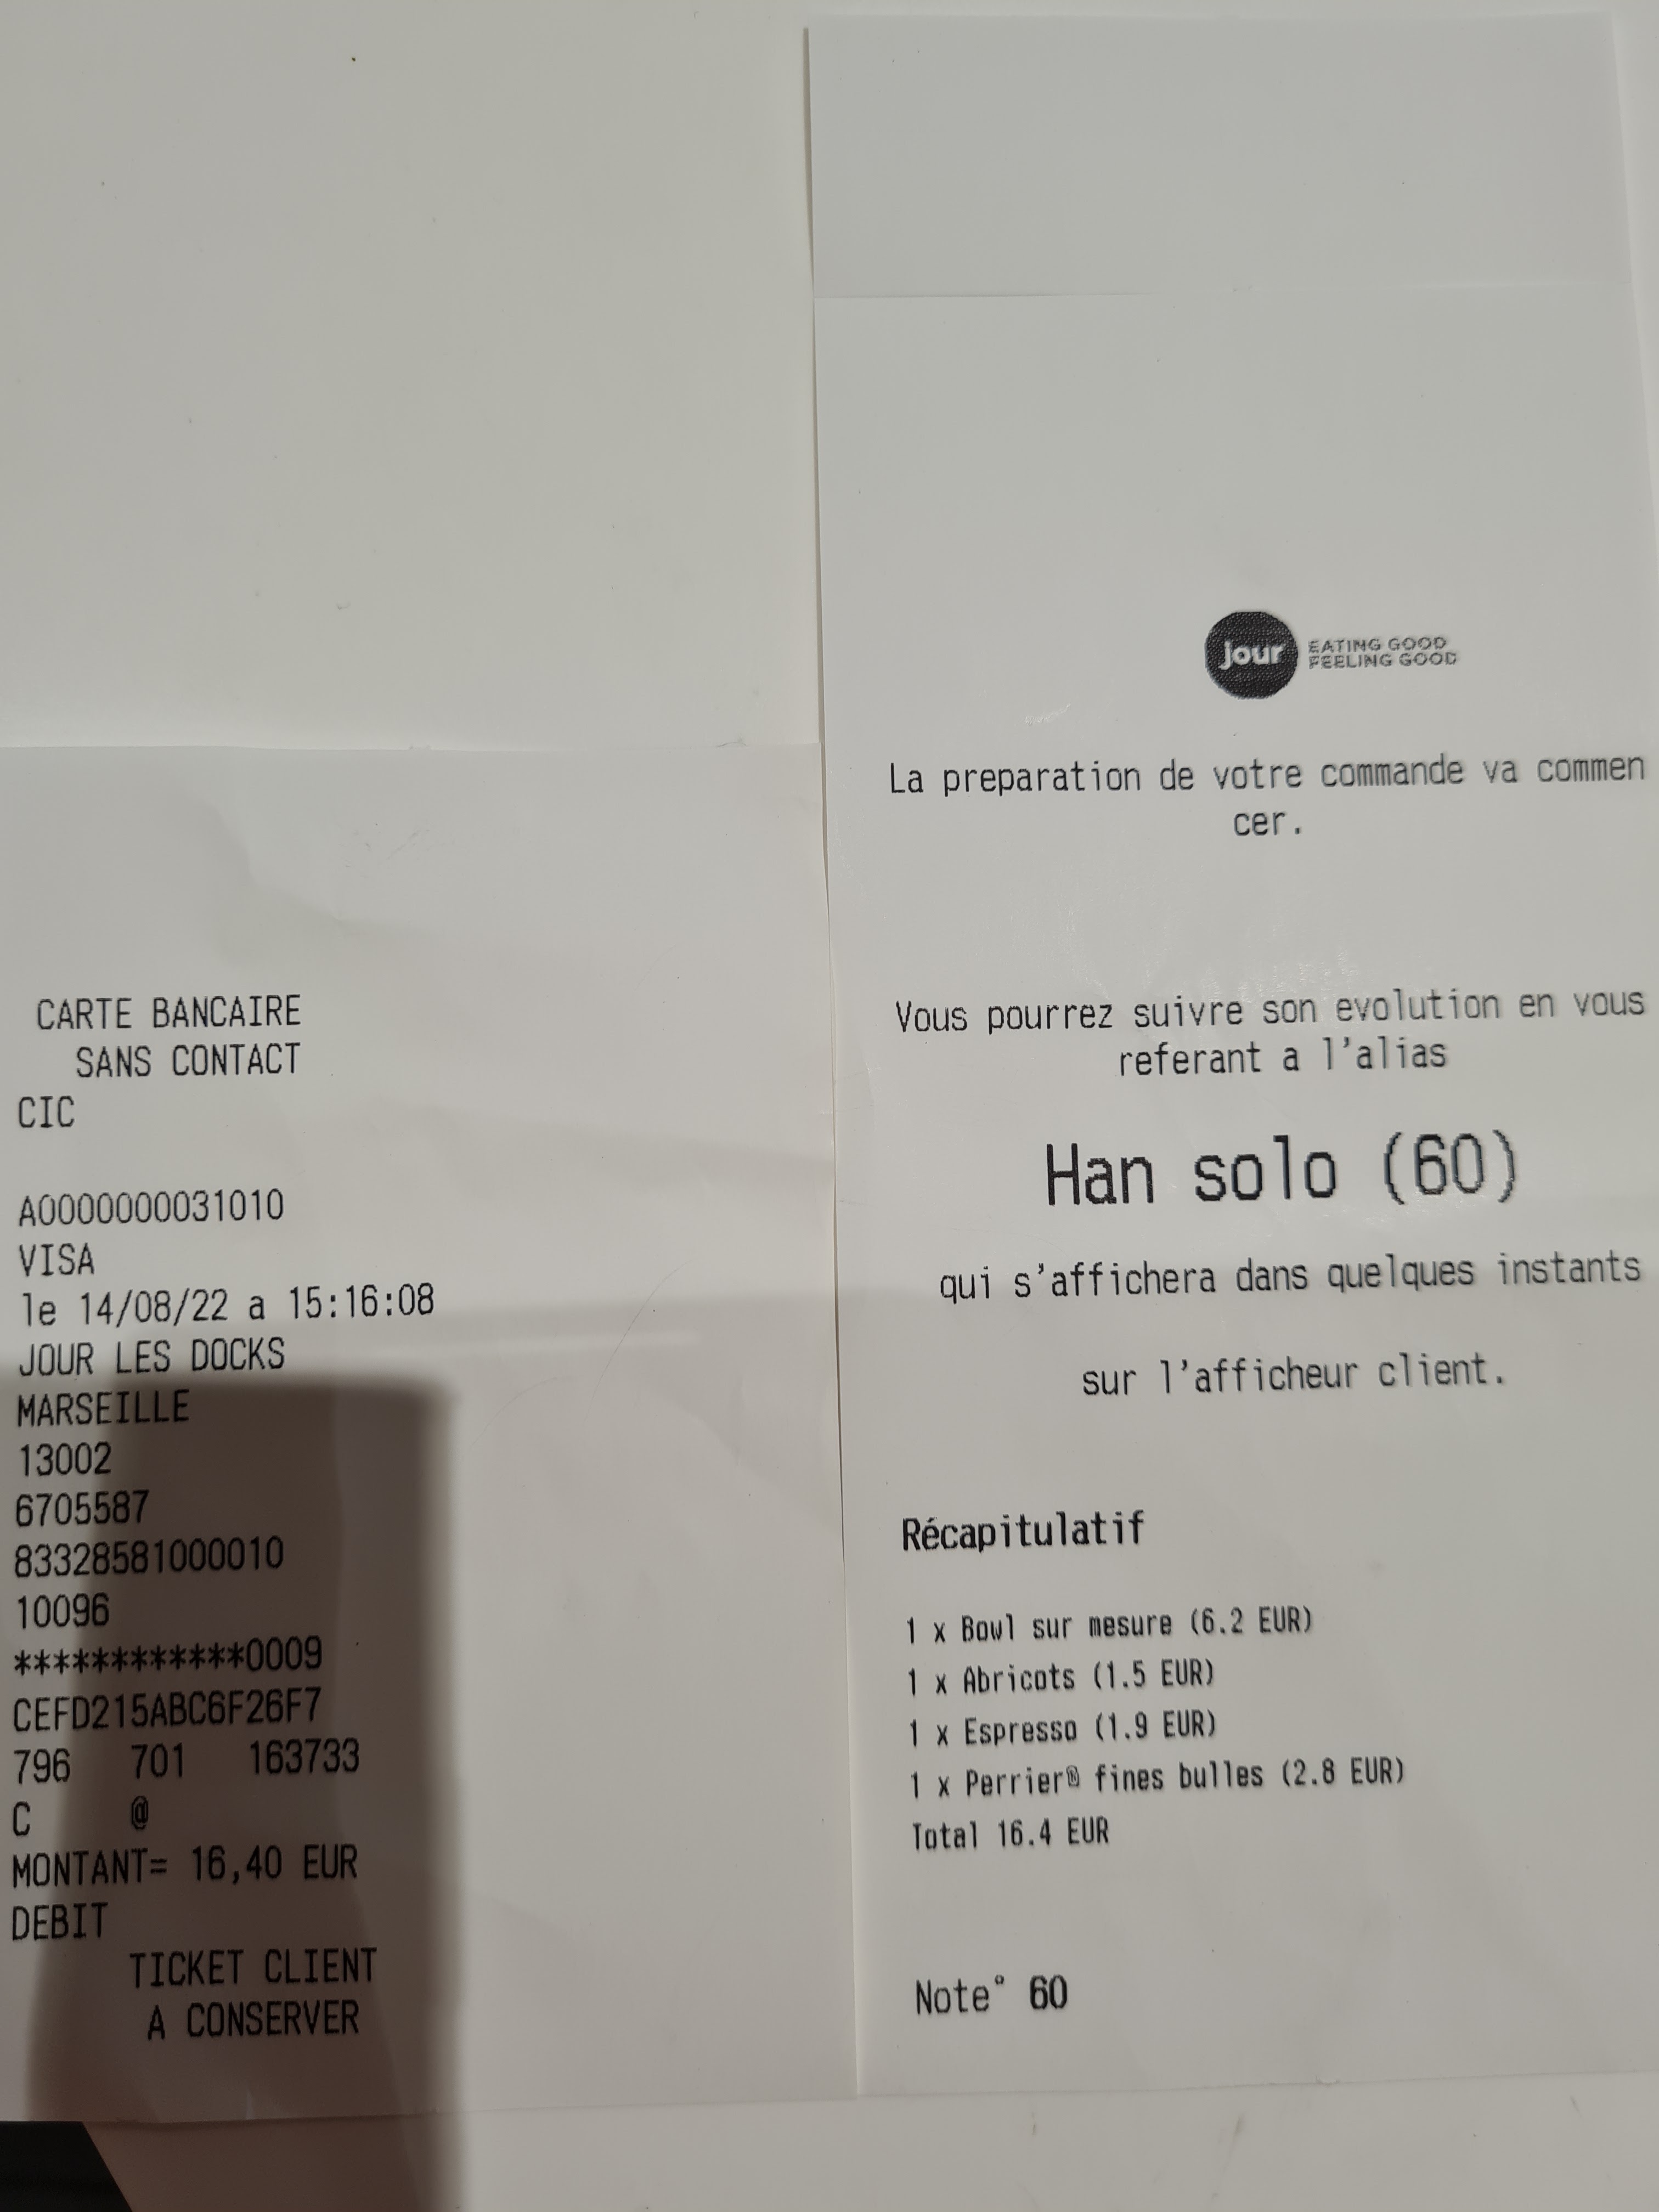 CARTE BANCAIRE
SANS CONTACT
CIC
A0000000031010
VISA
le 14/08/22 a 15:16:08
JOUR LES DOCKS
MARSEILLE
13002
6705587
83328581000010
10096
************0009
CEFD215ABC6F26F7
796 701 163733
C @
MONTANT= 16,40 EUR
DEBIT
TICKET CLIENT
A CONSERVER
jour
EATING GOOD
FEELING GOOD
La preparation de votre commande va commen
cer.
Vous pourrez suivre son evolution en vous
referant a l'alias
Han solo (60)
qui s'affichera dans quelques instants
sur l'afficheur client.
Récapitulatif
1 x Bowl sur mesure (6.2 EUR)
1 x Abricots (1.5 EUR)
1 x Espresso (1.9 EUR)
1 x Perrier® fines bulles (2.8 EUR)
Total 16.4 EUR
Note° 60